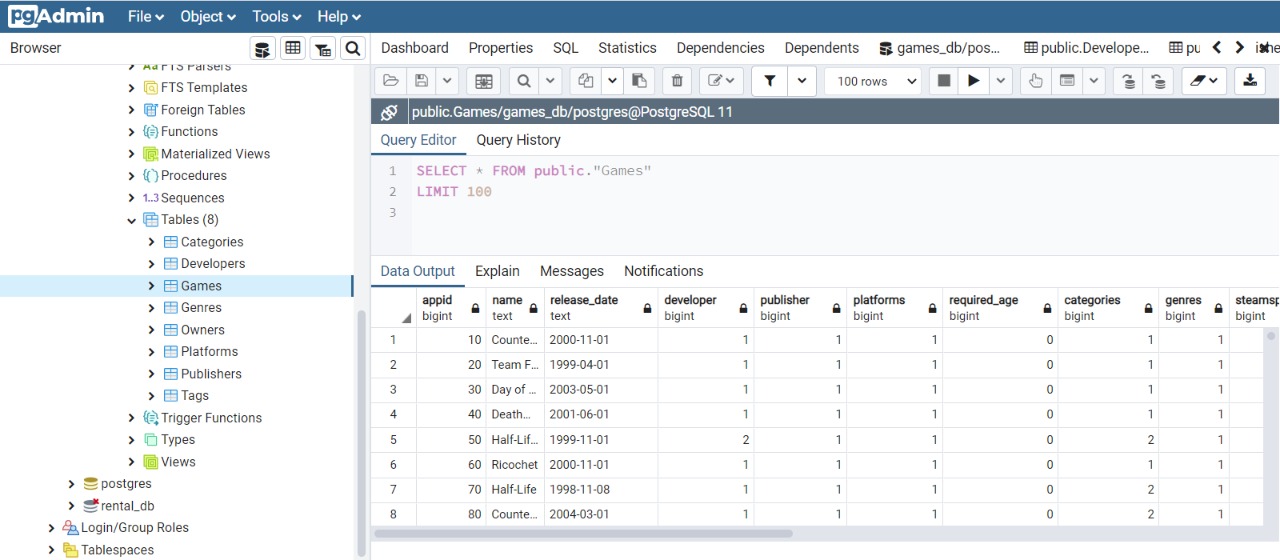 pgAdmin File Object Tools Help
Browser
Dashboard Properties SQL Statistics Dependencies Dependents games_db/pos... public.Develope... pu
FTS Parsers
FTS Templates
Foreign Tables
Functions
Materialized Views
Procedures
1..3 Sequences
Tables (8)
Categories
Developers
Games
Genres
Owners
Platforms
Publishers
Tags
Trigger Functions
Types
Views
postgres
rental_db
Login/Group Roles
Tablespaces
100 rows
public.Games/games_db/postgres@PostgreSQL 11
Query Editor Query History
1 SELECT * FROM public."Games"
2 LIMIT 100
3
Data Output Explain Messages Notifications
appid name release_date developer publisher platforms required_age categories genres steamsp
bigint text text bigint bigint bigint bigint bigint bigint bigint
1 10 Counte... 2000-11-01 1 1 1 0 1 1
2 20 Team F... 1999-04-01 1 1 1 0 1 1
3 30 Day of ... 2003-05-01 1 1 1 0 1 1
4 40 Death... 2001-06-01 1 1 1 0 1 1
5 50 Half-Lif... 1999-11-01 2 1 1 0 2 1
6 60 Ricochet 2000-11-01 1 1 1 0 1 1
7 70 Half-Life 1998-11-08 1 1 1 0 2 1
8 80 Counte... 2004-03-01 1 1 1 0 2 1